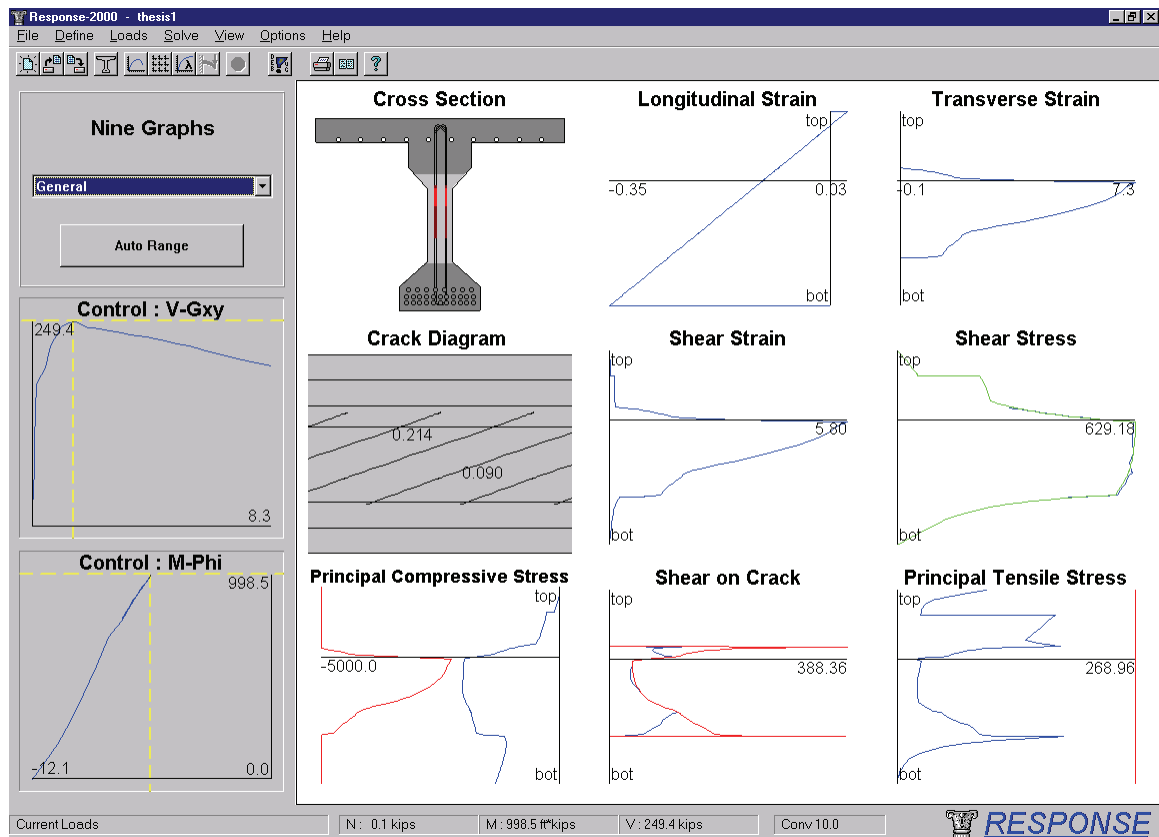 Response-2000 - thesis1
File Define Loads Solve View Options Help
Nine Graphs
General
Auto Range
Control : V-Gxy
249.4
8.3
Control : M-Phi
998.5
-12.1 0.0
Cross Section
Longitudinal Strain
top
-0.35 0.03
bot
Transverse Strain
top
-0.1 7.3
bot
Crack Diagram
0.214
0.090
Shear Strain
top
5.80
bot
Shear Stress
top
629.18
bot
Principal Compressive Stress
top
-5000.0
bot
Shear on Crack
top
388.36
bot
Principal Tensile Stress
top
268.96
bot
Current Loads
N : 0.1 kips
M : 998.5 ft*kips
V : 249.4 kips
Conv 10.0
RESPONSE